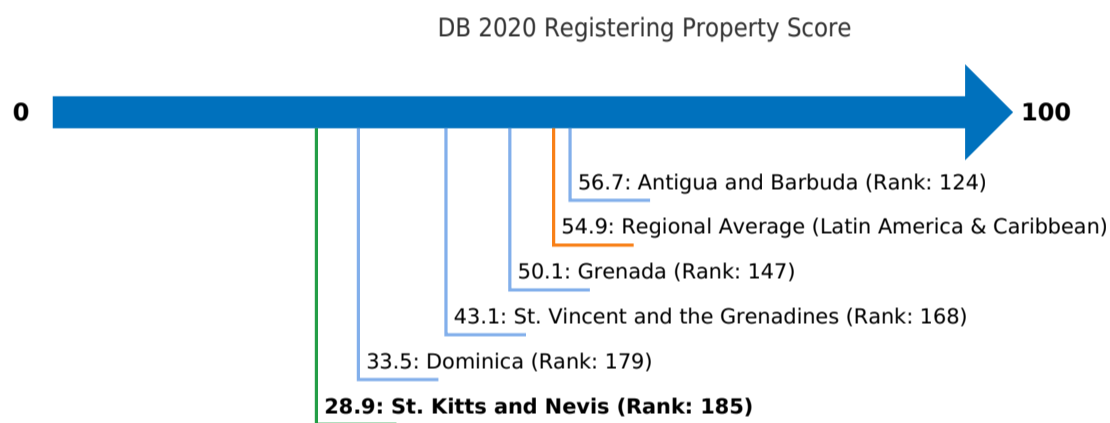 DB 2020 Registering Property Score
0
100
56.7: Antigua and Barbuda (Rank: 124)
54.9: Regional Average (Latin America & Caribbean)
50.1: Grenada (Rank: 147)
43.1: St. Vincent and the Grenadines (Rank: 168)
33.5: Dominica (Rank: 179)
28.9: St. Kitts and Nevis (Rank: 185)